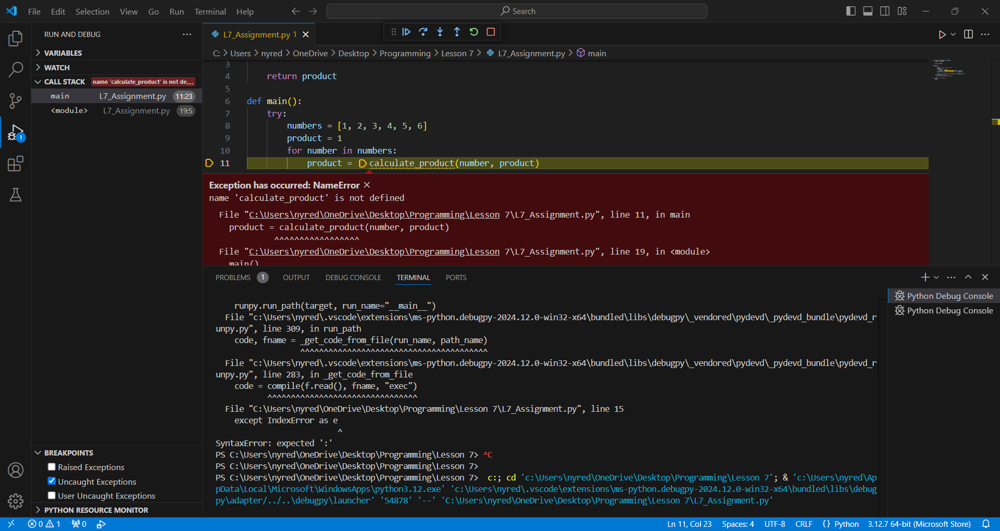 File Edit Selection View Go Run Terminal Help
Search
RUN AND DEBUG
VARIABLES
WATCH
CALL STACK name 'calculate_product' is not de...
main L7_Assignment.py 11:23
<module> L7_Assignment.py 19:5
1
L7_Assignment.py 1
C: > Users > nyred > OneDrive > Desktop > Programming > Lesson 7 > L7_Assignment.py > main
3
4 return product
5
6 def main():
7 try:
8 numbers = [1, 2, 3, 4, 5, 6]
9 product = 1
10 for number in numbers:
11 product = calculate_product(number, product)
Exception has occurred: NameError
name 'calculate_product' is not defined
File "C:\Users\nyred\OneDrive\Desktop\Programming\Lesson 7\L7_Assignment.py", line 11, in main
product = calculate_product(number, product)
^^^^^^^^^^^^^^^^^
File "C:\Users\nyred\OneDrive\Desktop\Programming\Lesson 7\L7_Assignment.py", line 19, in <module>
main()
PROBLEMS 1 OUTPUT DEBUG CONSOLE TERMINAL PORTS
runpy.run_path(target, run_name="__main__")
File "c:\Users\nyred\.vscode\extensions\ms-python.debugpy-2024.12.0-win32-x64\bundled\libs\debugpy\_vendored\pydevd\_pydevd_bundle\pydevd_r
unpy.py", line 309, in run_path
code, fname = _get_code_from_file(run_name, path_name)
^^^^^^^^^^^^^^^^^^^^^^^^^^^^^^^^^^^^^^^^
File "c:\Users\nyred\.vscode\extensions\ms-python.debugpy-2024.12.0-win32-x64\bundled\libs\debugpy\_vendored\pydevd\_pydevd_bundle\pydevd_r
unpy.py", line 283, in _get_code_from_file
code = compile(f.read(), fname, "exec")
^^^^^^^^^^^^^^^^^^^^^^^^^^^^^^^^
File "C:\Users\nyred\OneDrive\Desktop\Programming\Lesson 7\L7_Assignment.py", line 15
except IndexError as e
^
SyntaxError: expected ':'
PS C:\Users\nyred\OneDrive\Desktop\Programming\Lesson 7> ^C
PS C:\Users\nyred\OneDrive\Desktop\Programming\Lesson 7>
PS C:\Users\nyred\OneDrive\Desktop\Programming\Lesson 7> c:; cd 'c:\Users\nyred\OneDrive\Desktop\Programming\Lesson 7'; & 'c:\Users\nyred\Ap
pData\Local\Microsoft\WindowsApps\python3.12.exe' 'c:\Users\nyred\.vscode\extensions\ms-python.debugpy-2024.12.0-win32-x64\bundled\libs\debug
py\adapter/../..\debugpy\launcher' '54878' '--' 'C:\Users\nyred\OneDrive\Desktop\Programming\Lesson 7\L7_Assignment.py'
Python Debug Console
Python Debug Console
BREAKPOINTS
Raised Exceptions
Uncaught Exceptions
User Uncaught Exceptions
PYTHON RESOURCE MONITOR
0 1 0
Ln 11, Col 23 Spaces: 4 UTF-8 CRLF {} Python 3.12.7 64-bit (Microsoft Store)